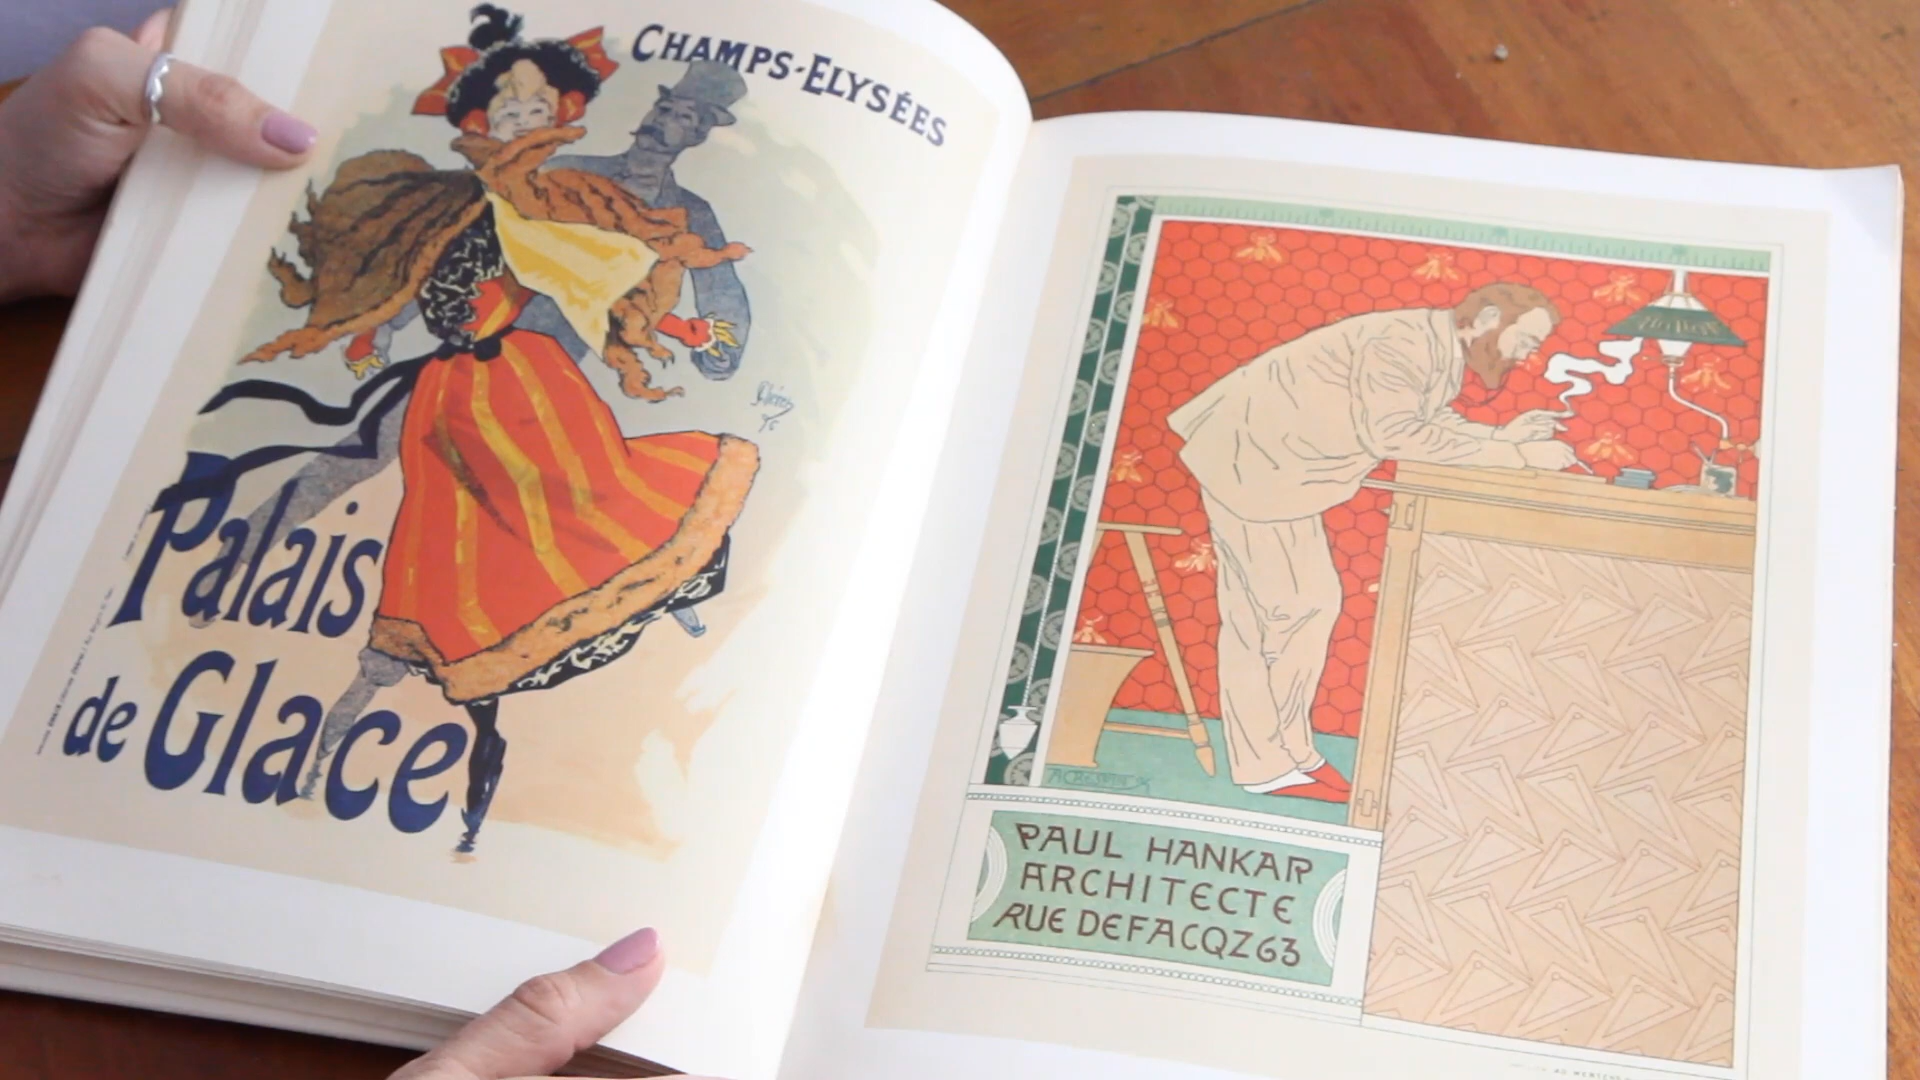 CHAMPS-ELYSÉES
Palais
de Glace
PAUL HANKAR
ARCHITECTE
RUE DEFACQZ 63